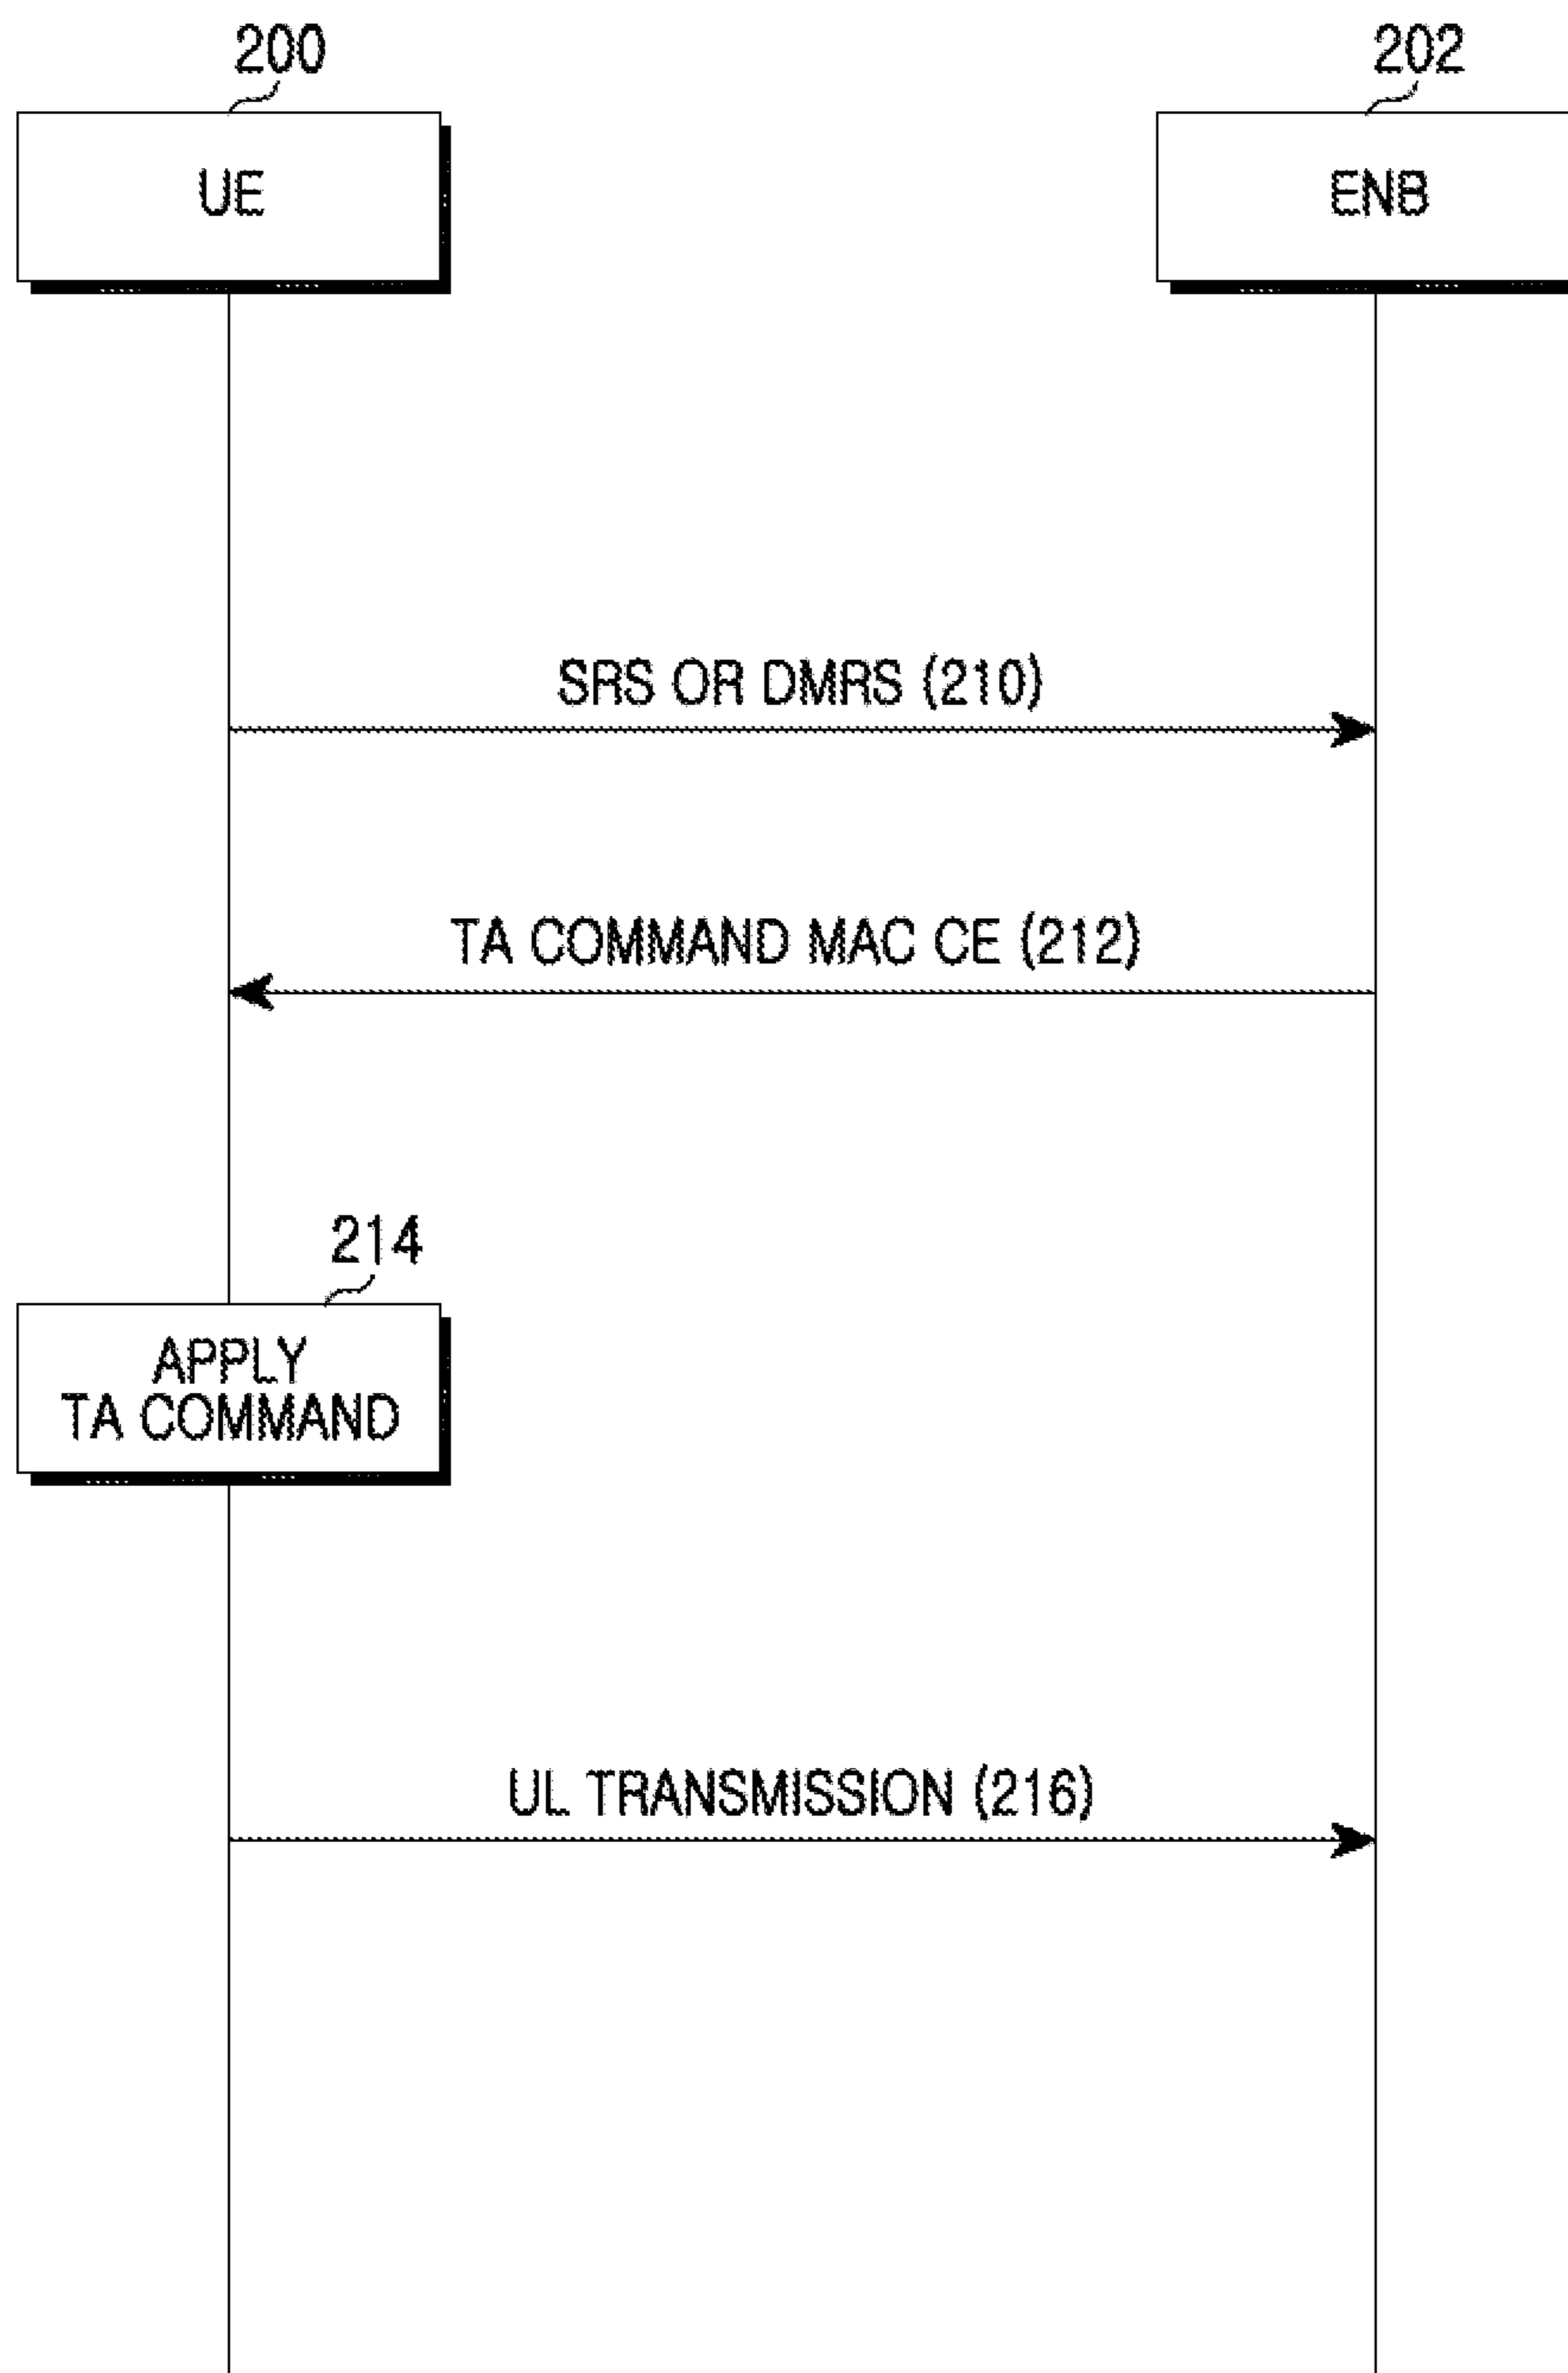 200
202
UE
ENB
SRS OR DMRS (210)
TA COMMAND MAC CE (212)
214
APPLY
TA COMMAND
UL TRANSMISSION (216)